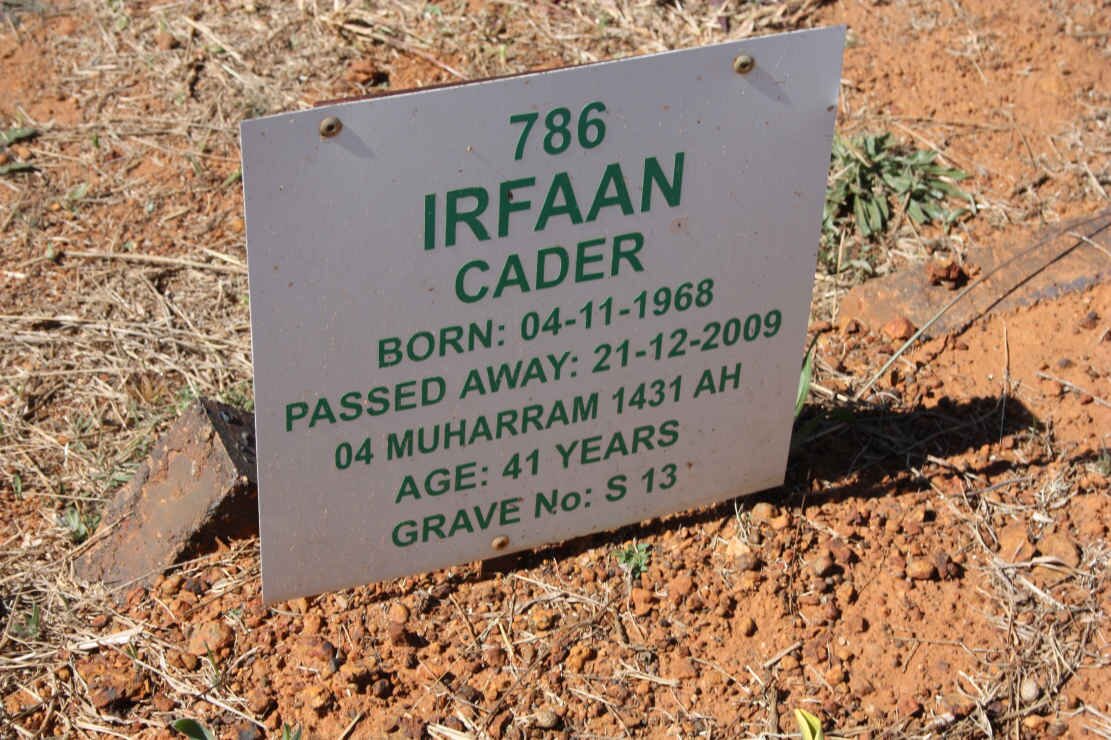 786
IRFAAN
CADER
BORN: 04-11-1968
PASSED AWAY: 21-12-2009
04 MUHARRAM 1431 AH
AGE: 41 YEARS
GRAVE No: S 13